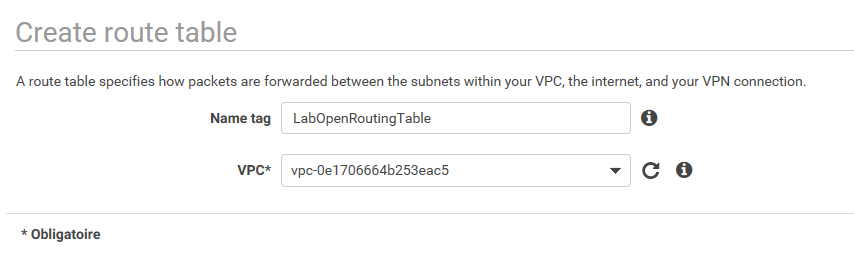 Create route table
A route table specifies how packets are forwarded between the subnets within your VPC, the internet, and your VPN connection.
Name tag LabOpenRoutingTable
VPC* vpc-0e1706664b253eac5
* Obligatoire